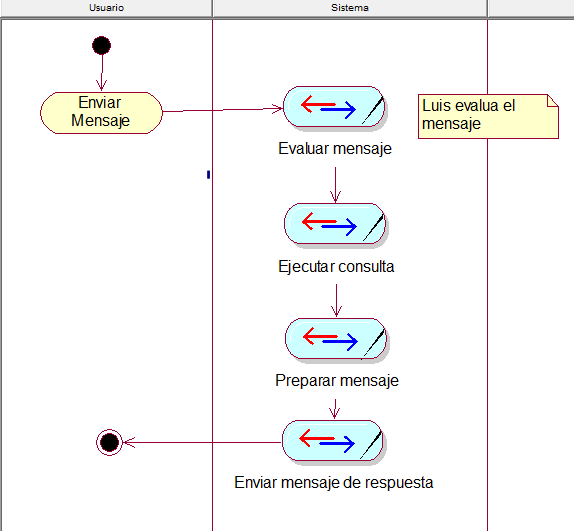 Usuario
Sistema
Enviar
Mensaje
Luis evalua el
mensaje
Evaluar mensaje
Ejecutar consulta
Preparar mensaje
Enviar mensaje de respuesta